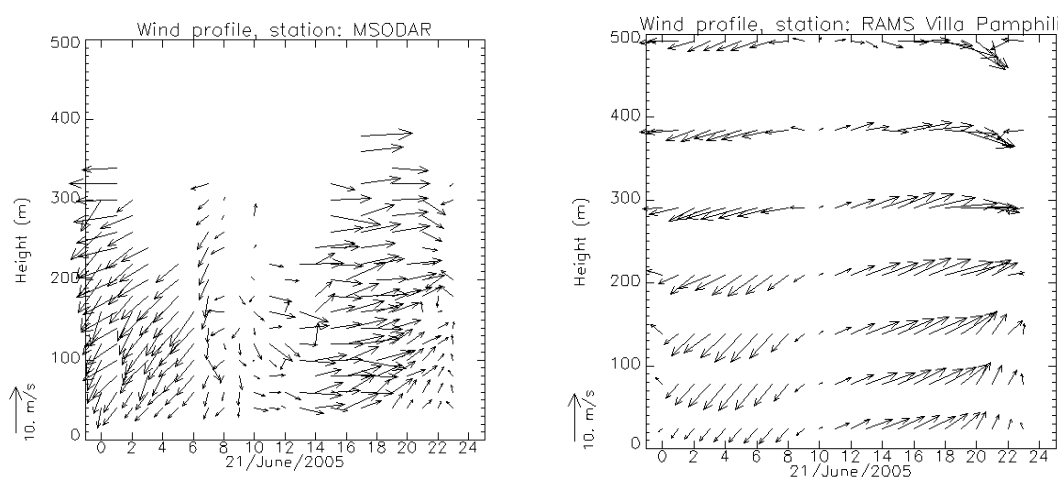 Wind profile, station: MSODAR
500
400
300
200
100
0
Height (m)
10. m/s
0 2 4 6 8 10 12 14 16 18 20 22 24
21/June/2005
Wind profile, station: RAMS Villa Pamphili
500
400
300
200
100
0
Height (m)
10. m/s
0 2 4 6 8 10 12 14 16 18 20 22 24
21/June/2005